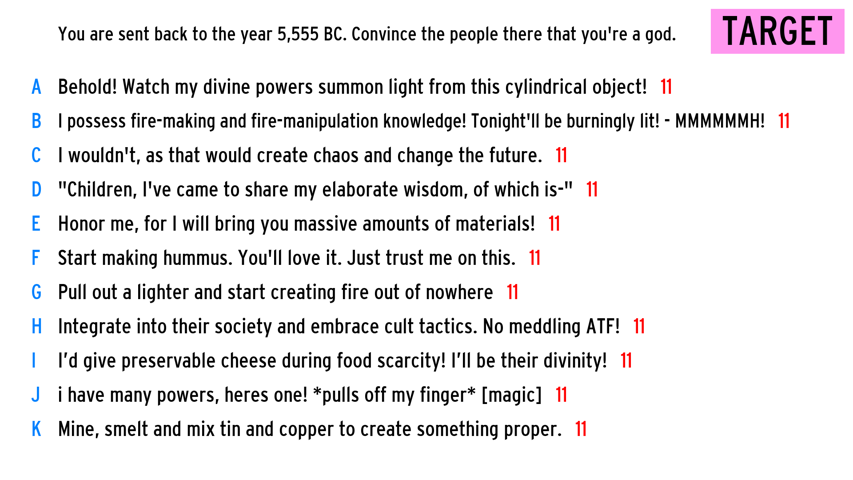 You are sent back to the year 5,555 BC. Convince the people there that you're a god.
TARGET
A Behold! Watch my divine powers summon light from this cylindrical object! 11
B I possess fire-making and fire-manipulation knowledge! Tonight'll be burningly lit! - MMMMMMH! 11
C I wouldn't, as that would create chaos and change the future. 11
D "Children, I've came to share my elaborate wisdom, of which is-" 11
E Honor me, for I will bring you massive amounts of materials! 11
F Start making hummus. You'll love it. Just trust me on this. 11
G Pull out a lighter and start creating fire out of nowhere 11
H Integrate into their society and embrace cult tactics. No meddling ATF! 11
I I’d give preservable cheese during food scarcity! I’ll be their divinity! 11
J i have many powers, heres one! *pulls off my finger* [magic] 11
K Mine, smelt and mix tin and copper to create something proper. 11